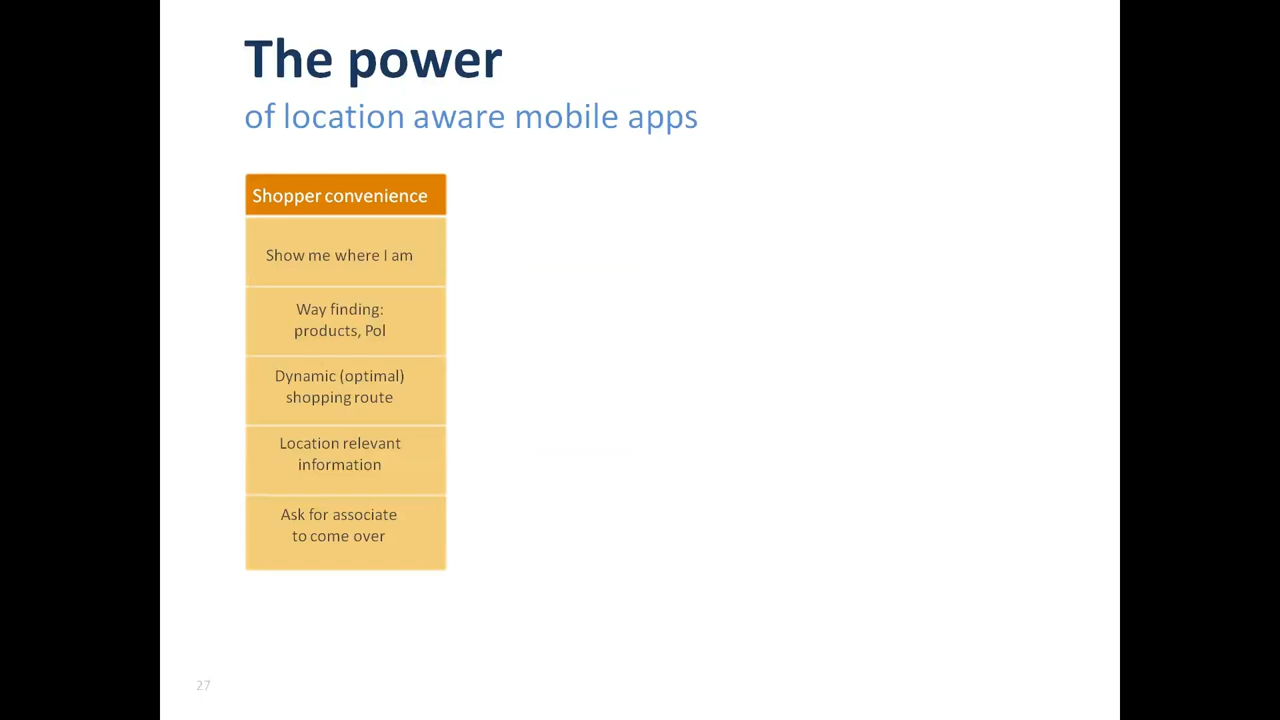 The power
of location aware mobile apps
Shopper convenience
Show me where I am
Way finding:
products, PoI
Dynamic (optimal)
shopping route
Location relevant
information
Ask for associate
to come over
27